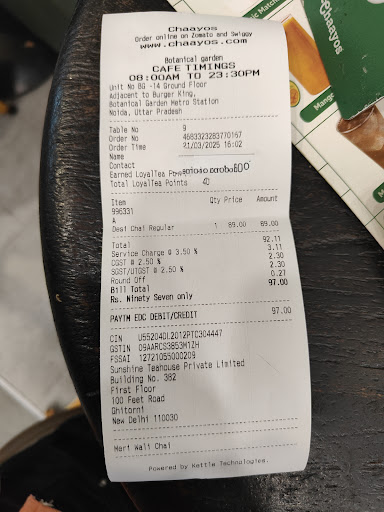 Chaayos
Order online on Zomato and Swiggy
www.chaayos.com
Botanical garden
CAFE TIMINGS
08:00AM TO 23:30PM
Unit No BG -14 Ground Floor
Adjacent to Burger King,
Botanical Garden Metro Station
Noida, Uttar Pradesh
Table No 9
Order No 4683323283770167
Order Time 21/03/2025 16:02
Name
Contact
Earned LoyalTea
Total LoyalTea Points 40
Item Qty Price Amount
996331
A
Desi Chai Regular 1 89.00 89.00
Total 92.11
Service Charge @ 3.50 % 3.11
CGST @ 2.50 % 2.30
SGST/UTGST @ 2.50 % 2.30
Round Off 0.27
Bill Total 97.00
Rs. Ninety Seven only
PAYTM EDC DEBIT/CREDIT 97.00
CIN U55204DL2012PTC304447
GSTIN 09AARCS3853M1ZH
FSSAI 12721055000209
Sunshine Teahouse Private Limited
Building No. 382
First Floor
100 Feet Road
Ghitorni
New Delhi 110030
Meri Wali Chai
Powered by Kettle Technologies.
Chaayos